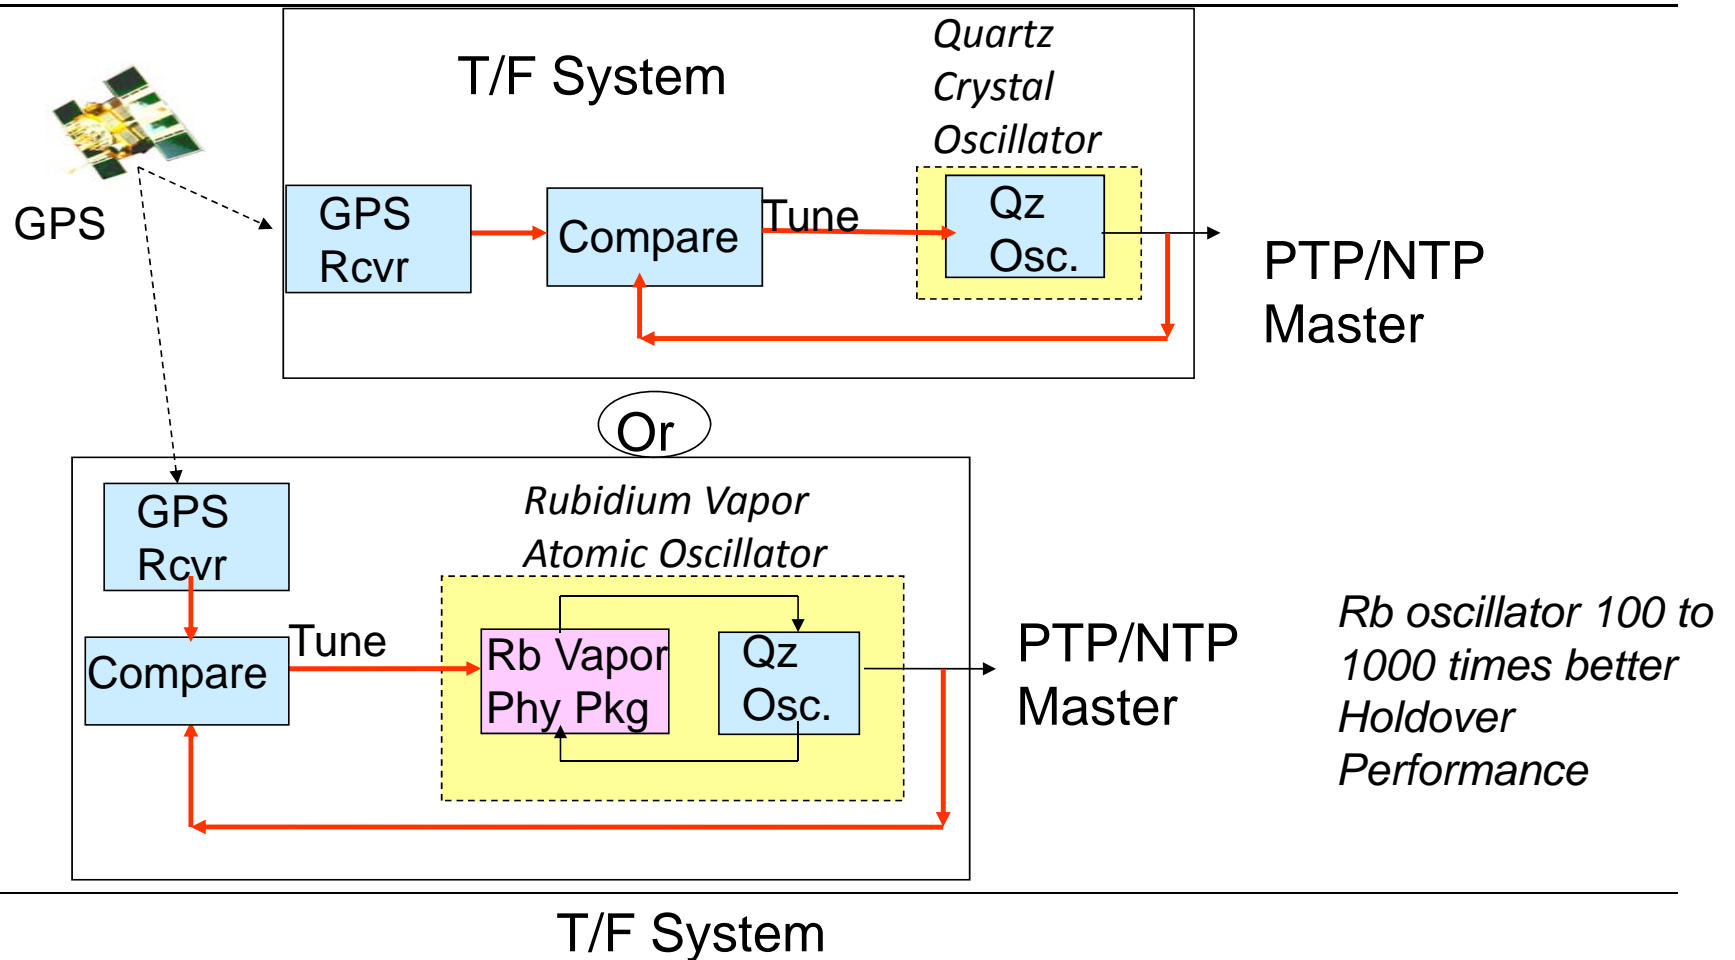 T/F System
Quartz
Crystal
Oscillator
GPS
GPS
Rcvr
Compare
Tune
Qz
Osc.
PTP/NTP
Master
Or
GPS
Rcvr
Rubidium Vapor
Atomic Oscillator
Compare
Tune
Rb Vapor
Phy Pkg
Qz
Osc.
PTP/NTP
Master
Rb oscillator 100 to
1000 times better
Holdover
Performance
T/F System